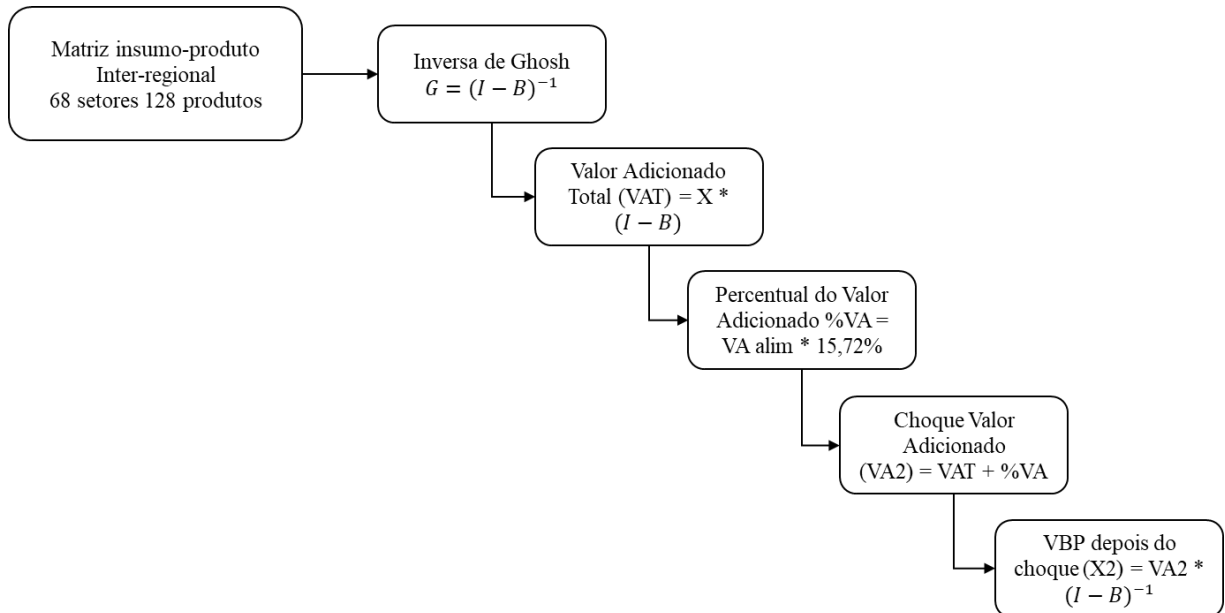 Matriz insumo-produto
Inter-regional
68 setores 128 produtos
Inversa de Ghosh
G = (I − B)⁻¹
Valor Adicionado
Total (VAT) = X *
(I − B)
Percentual do Valor
Adicionado %VA =
VA alim * 15,72%
Choque Valor
Adicionado
(VA2) = VAT + %VA
VBP depois do
choque (X2) = VA2 *
(I − B)⁻¹